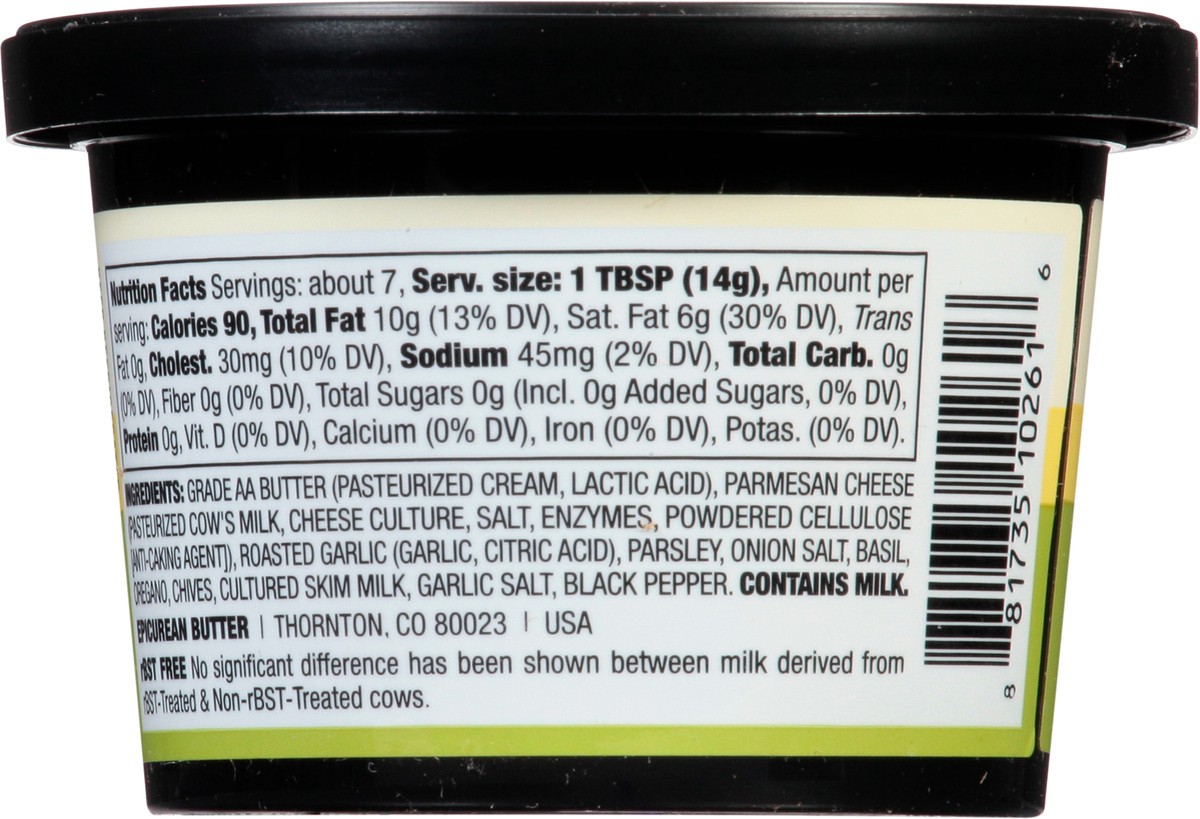 Nutrition Facts Servings: about 7, Serv. size: 1 TBSP (14g), Amount per
serving: Calories 90, Total Fat 10g (13% DV), Sat. Fat 6g (30% DV), Trans
Fat 0g, Cholest. 30mg (10% DV), Sodium 45mg (2% DV), Total Carb. 0g
(0% DV), Fiber 0g (0% DV), Total Sugars 0g (Incl. 0g Added Sugars, 0% DV),
Protein 0g, Vit. D (0% DV), Calcium (0% DV), Iron (0% DV), Potas. (0% DV).
INGREDIENTS: GRADE AA BUTTER (PASTEURIZED CREAM, LACTIC ACID), PARMESAN CHEESE
(PASTEURIZED COW'S MILK, CHEESE CULTURE, SALT, ENZYMES, POWDERED CELLULOSE
[ANTI-CAKING AGENT]), ROASTED GARLIC (GARLIC, CITRIC ACID), PARSLEY, ONION SALT, BASIL,
OREGANO, CHIVES, CULTURED SKIM MILK, GARLIC SALT, BLACK PEPPER. CONTAINS MILK.
EPICUREAN BUTTER | THORNTON, CO 80023 | USA
rBST FREE No significant difference has been shown between milk derived from
rBST-Treated & Non-rBST-Treated cows.
8 81735 10261 6